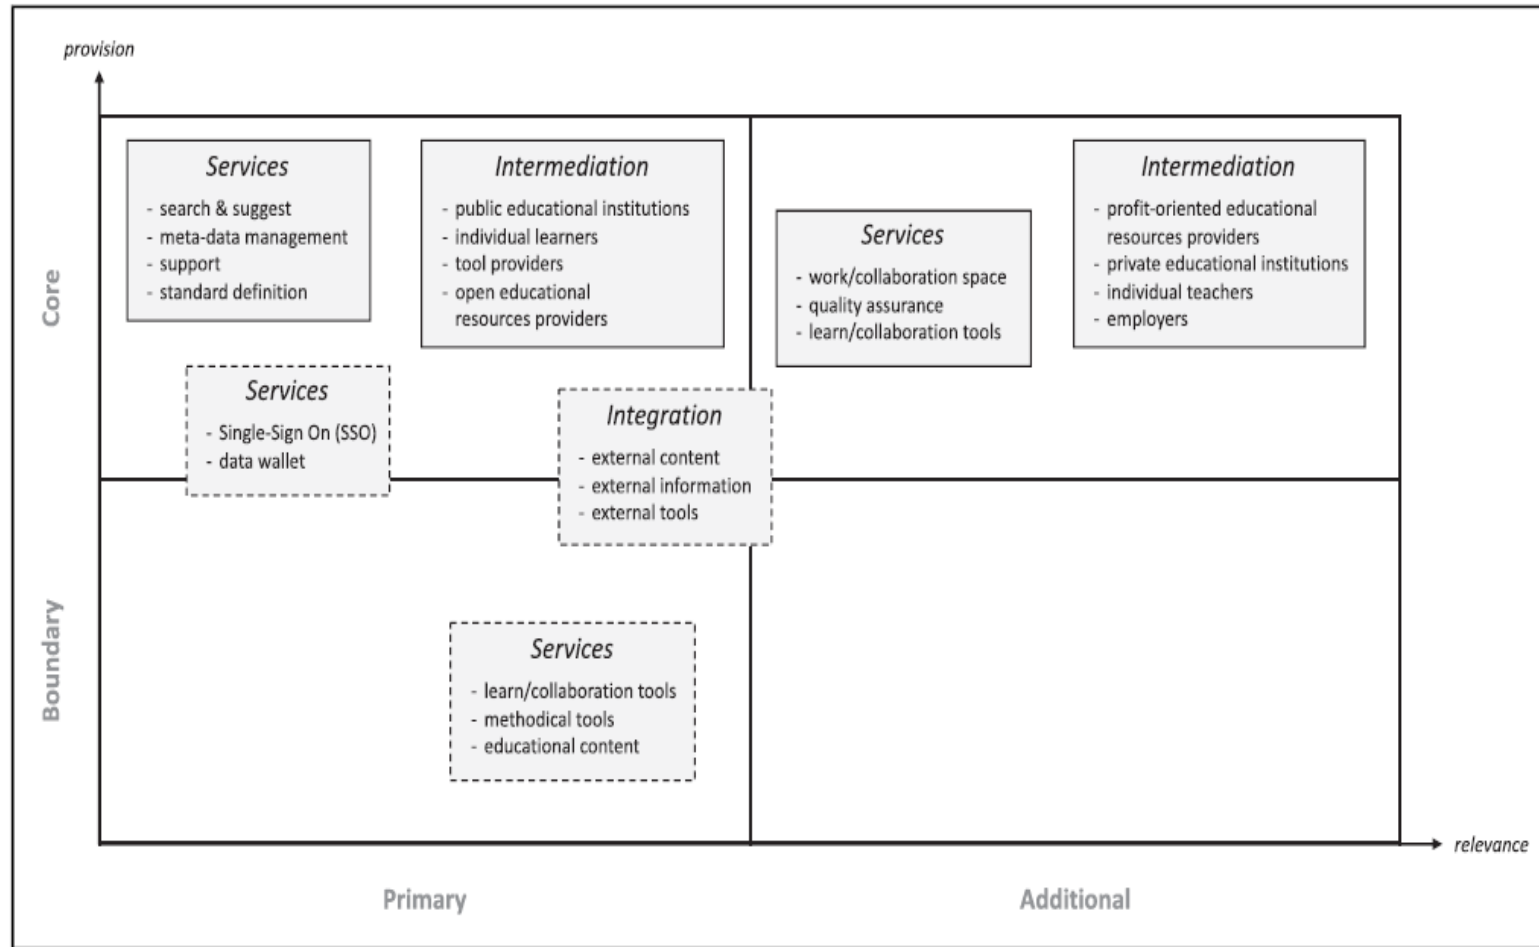 provision
Core
Services
- search & suggest
- meta-data management
- support
- standard definition
Intermediation
- public educational institutions
- individual learners
- tool providers
- open educational
resources providers
Services
- work/collaboration space
- quality assurance
- learn/collaboration tools
Intermediation
- profit-oriented educational
resources providers
- private educational institutions
- individual teachers
- employers
Services
- Single-Sign On (SSO)
- data wallet
Integration
- external content
- external information
- external tools
Boundary
Services
- learn/collaboration tools
- methodical tools
- educational content
relevance
Primary
Additional